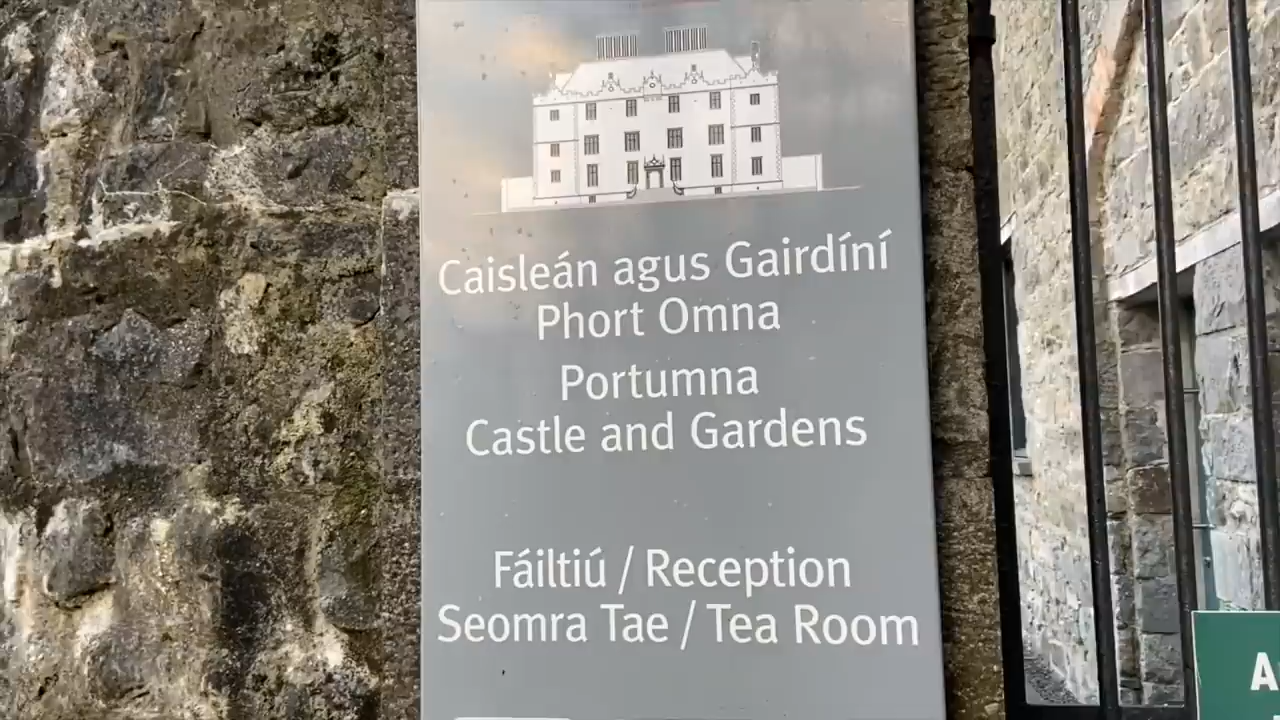 Caisleán agus Gairdíní
Phort Omna
Portumna
Castle and Gardens
Fáiltiú / Reception
Seomra Tae / Tea Room